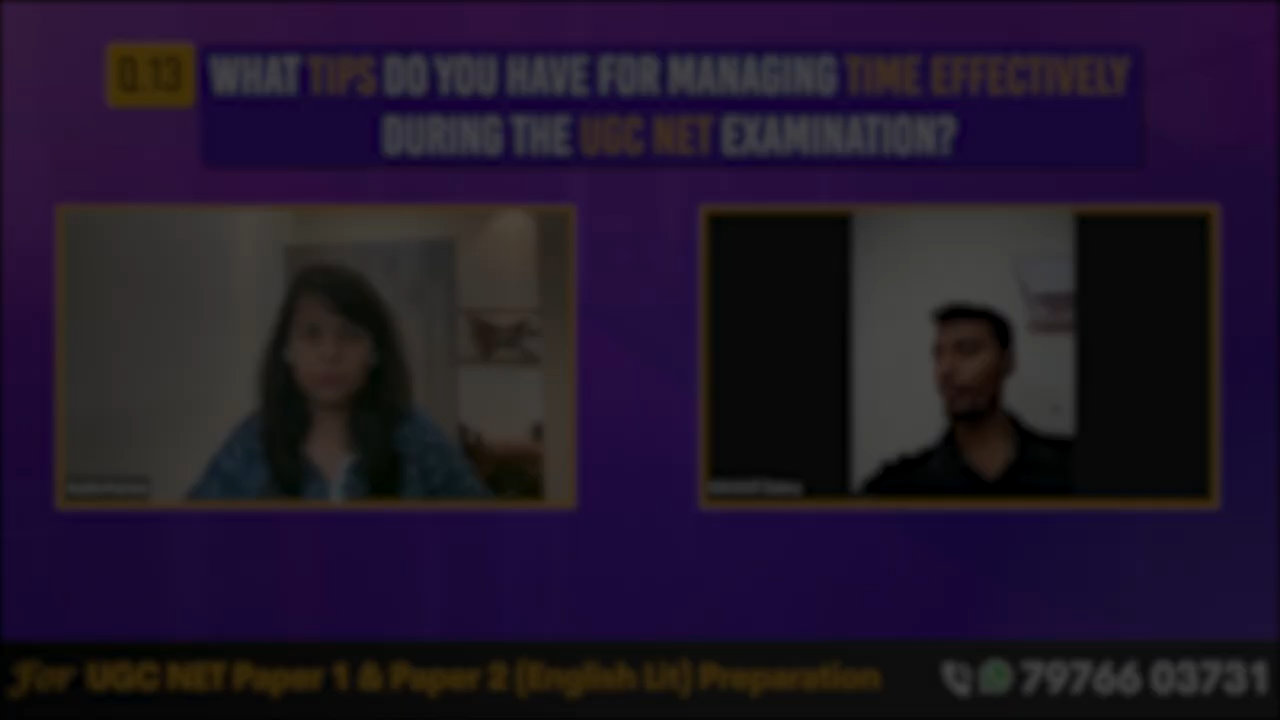 Q.13
WHAT TIPS DO YOU HAVE FOR MANAGING TIME EFFECTIVELY
DURING THE UGC NET EXAMINATION?
for UGC NET Paper 1 & Paper 2 (English Lit) Preparation
79766 03731